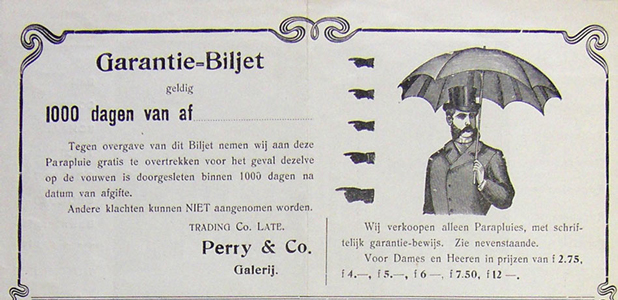 Garantie=Biljet
geldig
1000 dagen van af
Tegen overgave van dit Biljet nemen wij aan deze
Parapluie gratis te overtrekken voor het geval dezelve
op de vouwen is doorgesleten binnen 1000 dagen na
datum van afgifte.
Andere klachten kunnen NIET aangenomen worden.
TRADING Co. LATE.
Perry & Co.
Galerij.
Wij verkoopen alleen Parapluies, met schrif-
telijk garantie-bewijs. Zie nevenstaande.
Voor Dames en Heeren in prijzen van f 2.75,
f 4.—, f 5.—, f 6 —, f 7.50, f 12 —.